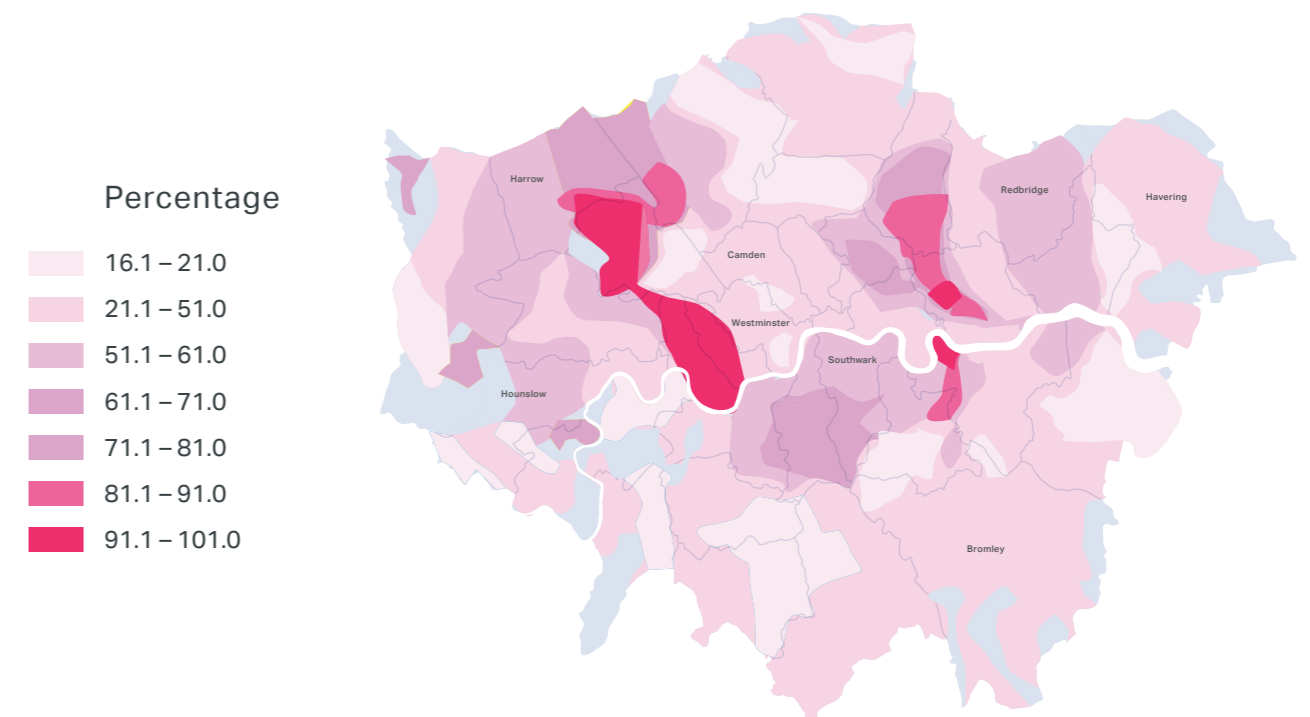 Percentage
16.1 – 21.0
21.1 – 51.0
51.1 – 61.0
61.1 – 71.0
71.1 – 81.0
81.1 – 91.0
91.1 – 101.0
Harrow
Redbridge
Havering
Camden
Westminster
Southwark
Hounslow
Bromley